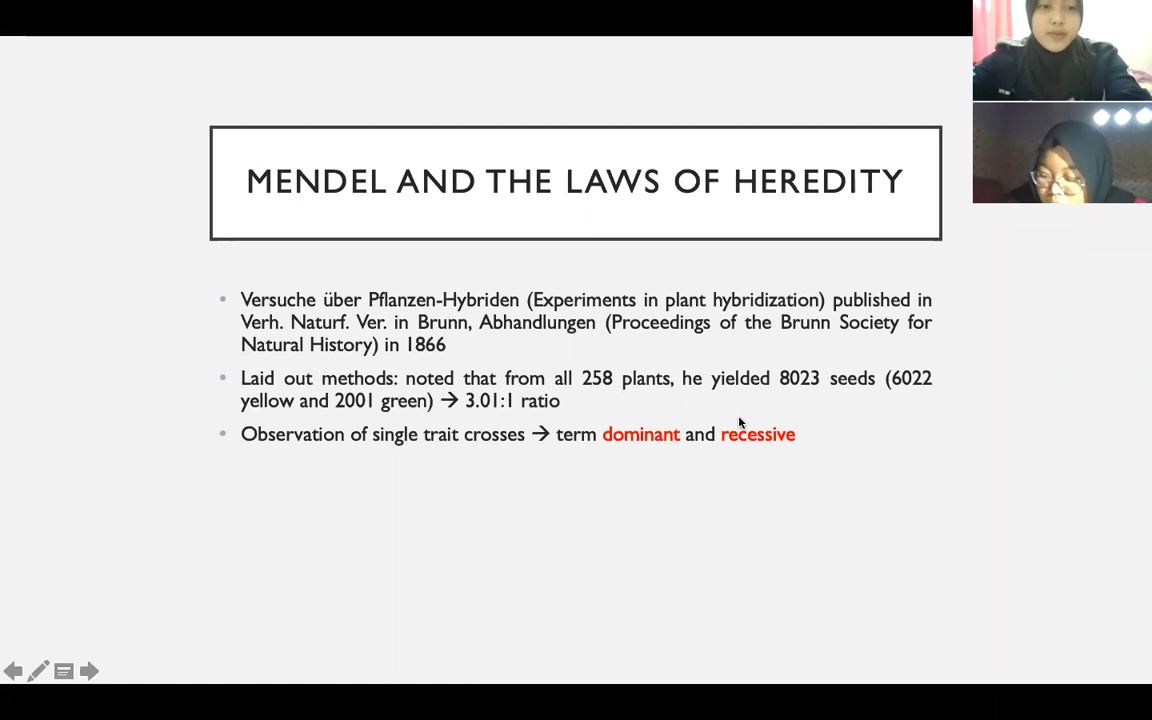 MENDEL AND THE LAWS OF HEREDITY
• Versuche über Pflanzen-Hybriden (Experiments in plant hybridization) published in
Verh. Naturf. Ver. in Brunn, Abhandlungen (Proceedings of the Brunn Society for
Natural History) in 1866
• Laid out methods: noted that from all 258 plants, he yielded 8023 seeds (6022
yellow and 2001 green) → 3.01:1 ratio
• Observation of single trait crosses → term dominant and recessive